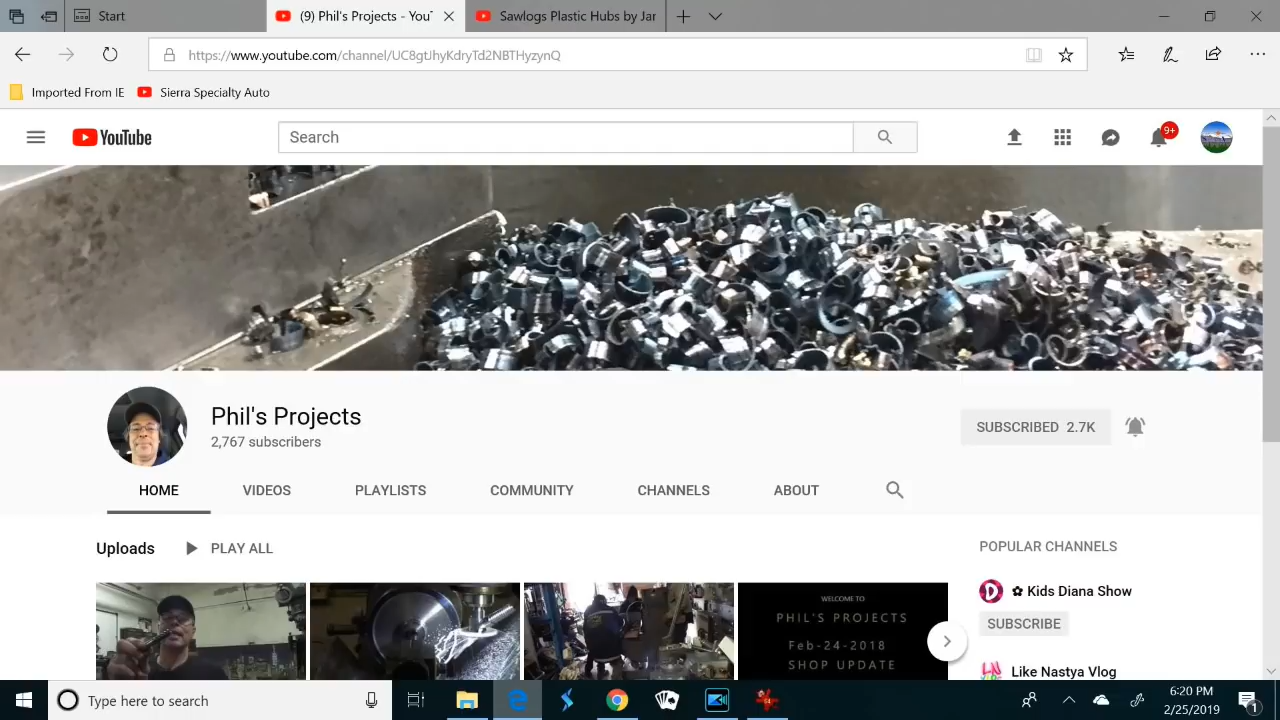 Start
(9) Phil's Projects - You
Sawlogs Plastic Hubs by Jar
https://www.youtube.com/channel/UC8gtJhyKdryTd2NBTHyzynQ
Imported From IE
Sierra Specialty Auto
YouTube
Search
9+
Phil's Projects
2,767 subscribers
SUBSCRIBED 2.7K
HOME
VIDEOS
PLAYLISTS
COMMUNITY
CHANNELS
ABOUT
Uploads
PLAY ALL
WELCOME TO
PHIL'S PROJECTS
Feb-24-2018
SHOP UPDATE
POPULAR CHANNELS
✿ Kids Diana Show
SUBSCRIBE
Like Nastya Vlog
Type here to search
6:20 PM
2/25/2019
1